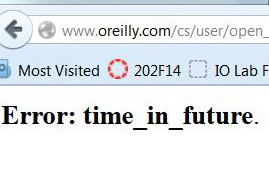 www.oreilly.com/cs/user/open_
Most Visited 202F14 IO Lab F
Error: time_in_future.